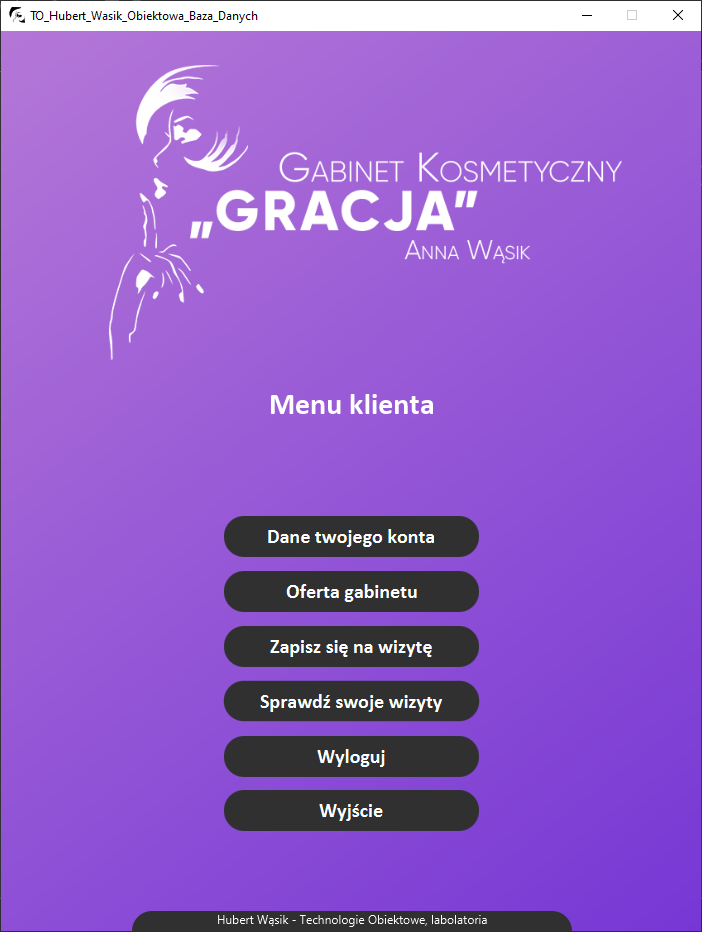 TO_Hubert_Wasik_Obiektowa_Baza_Danych
Gabinet Kosmetyczny
„GRACJA”
Anna Wąsik
Menu klienta
Dane twojego konta
Oferta gabinetu
Zapisz się na wizytę
Sprawdź swoje wizyty
Wyloguj
Wyjście
Hubert Wąsik - Technologie Obiektowe, labolatoria